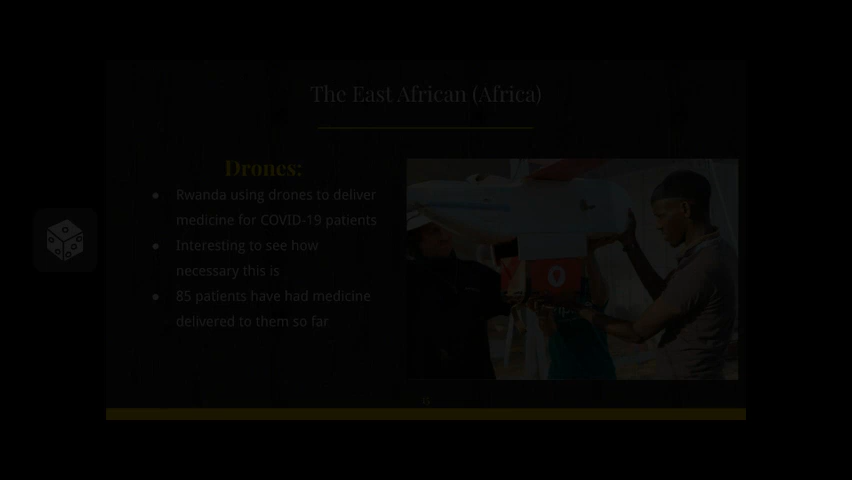 The East African (Africa)
Drones:
● Rwanda using drones to deliver
medicine for COVID-19 patients
● Interesting to see how
necessary this is
● 85 patients have had medicine
delivered to them so far
15